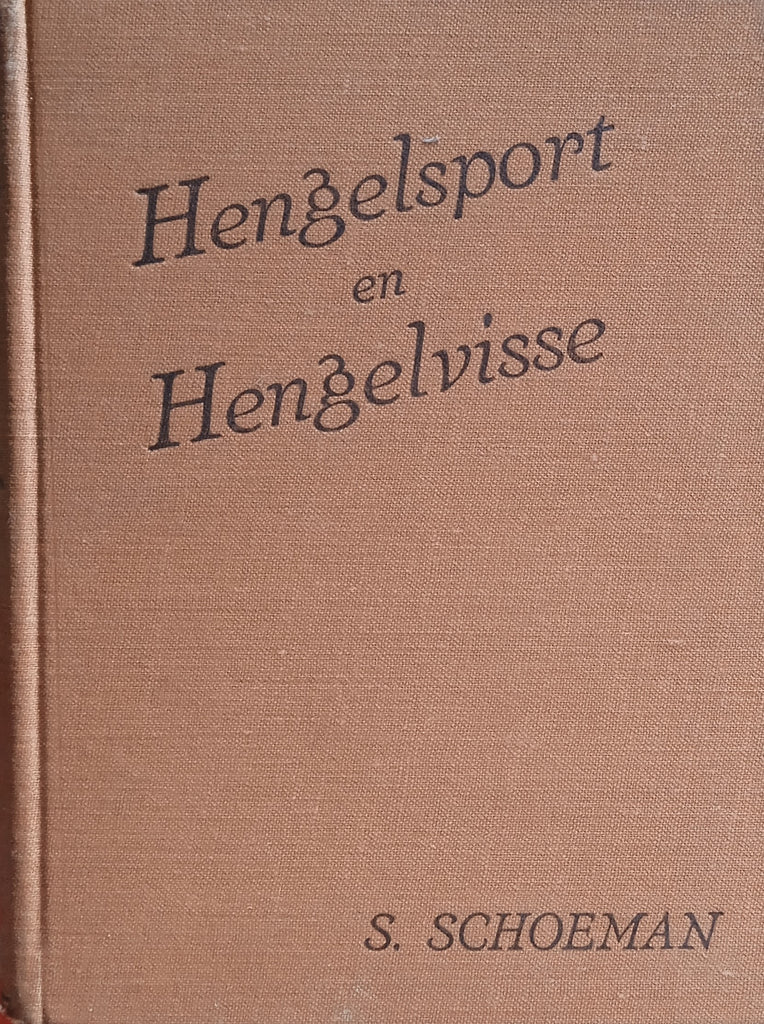 Hengelsport
en
Hengelvisse
S. SCHOEMAN